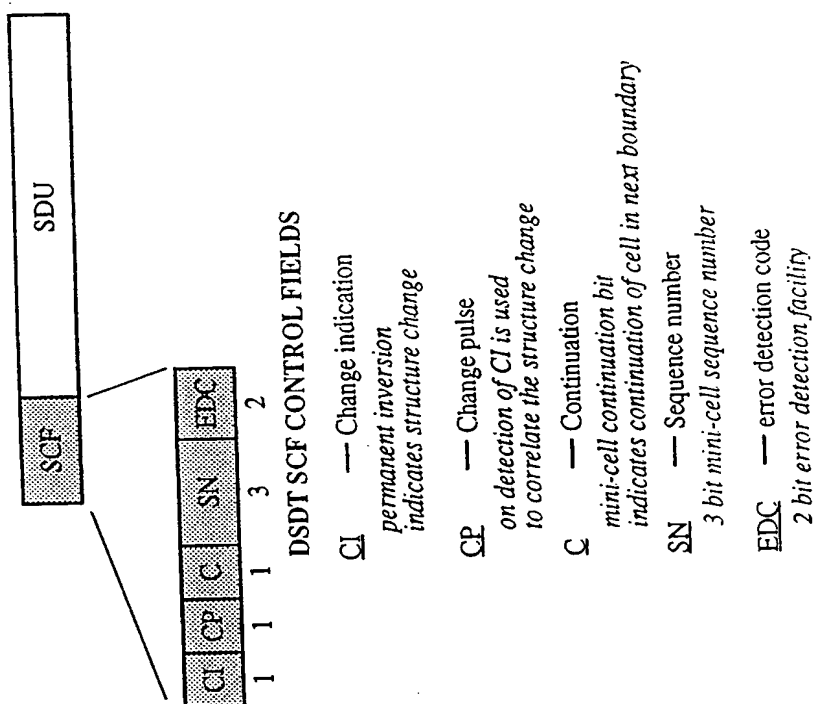 SCF SDU
CI CP C SN EDC
1 1 1 3 2
DSDT SCF CONTROL FIELDS
CI — Change indication
permanent inversion
indicates structure change
CP — Change pulse
on detection of CI is used
to correlate the structure change
C — Continuation
mini-cell continuation bit
indicates continuation of cell in next boundary
SN — Sequence number
3 bit mini-cell sequence number
EDC — error detection code
2 bit error detection facility